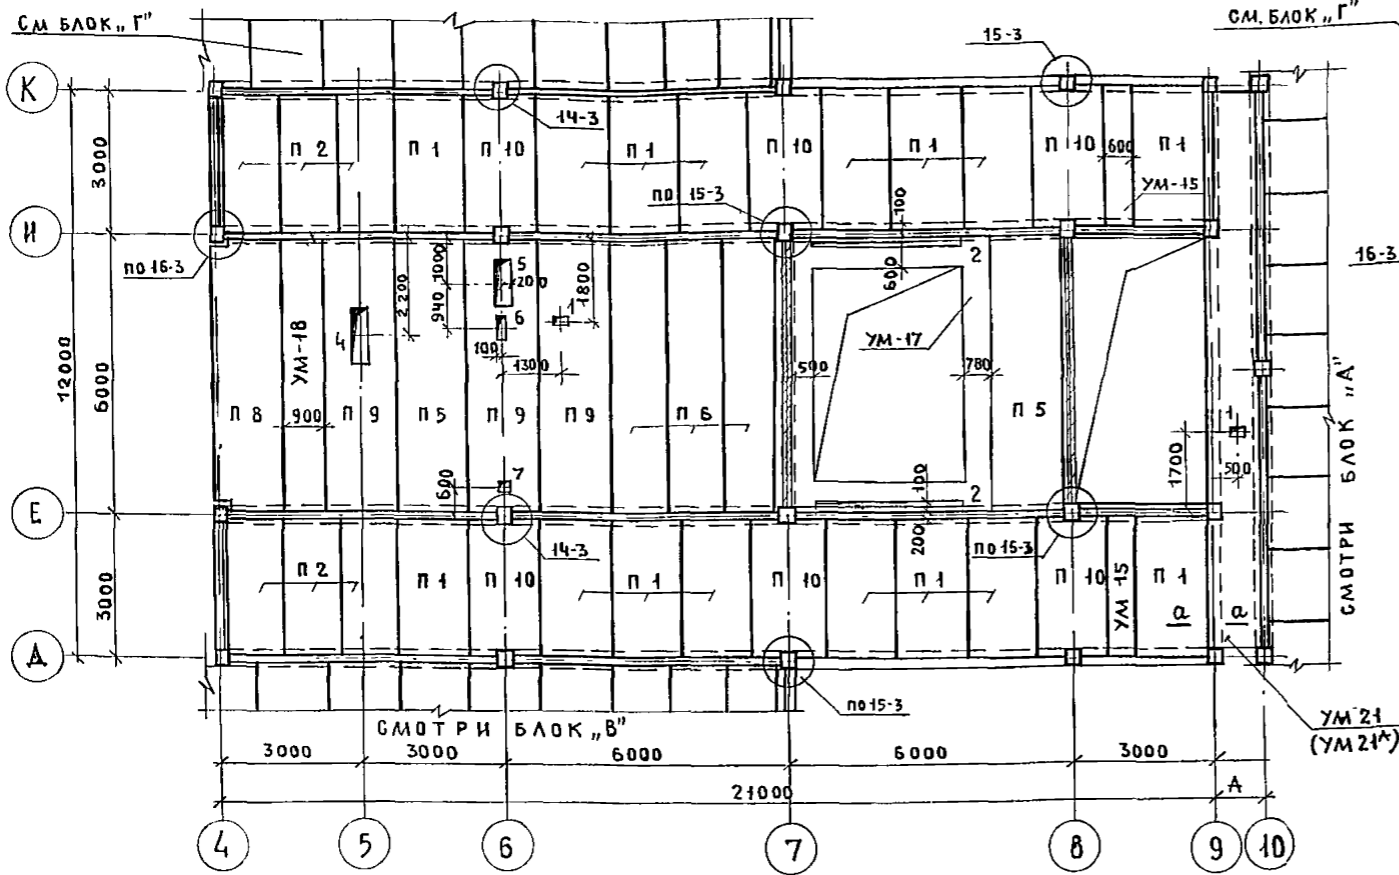 СМ БЛОК „Г"
СМ. БЛОК „Г"
15-3
К
14-3
3000
П 2
П 1
П 10
П 1
П 10
П 1
П 10
600
П 1
УМ-15
по 15-3
100
И
по 16-3
16-3
2
5
200
1000
2200
940
1800
600
6
1
4
УМ-18
100
1300
УМ-17
500
780
12000
6000
П 8
900
П 9
П 5
П 9
П 9
П 6
П 5
1
1700
500
СМОТРИ БЛОК „А"
600
7
100
2
Е
14-3
200
по 15-3
3000
П 2
П 1
П 10
П 1
П 10
П 1
П 10
УМ 15
П 1
а
а
Д
по 15-3
СМОТРИ БЛОК „В"
УМ 21
(УМ 21А)
3000
3000
6000
6000
3000
21000
А
4
5
6
7
8
9
10